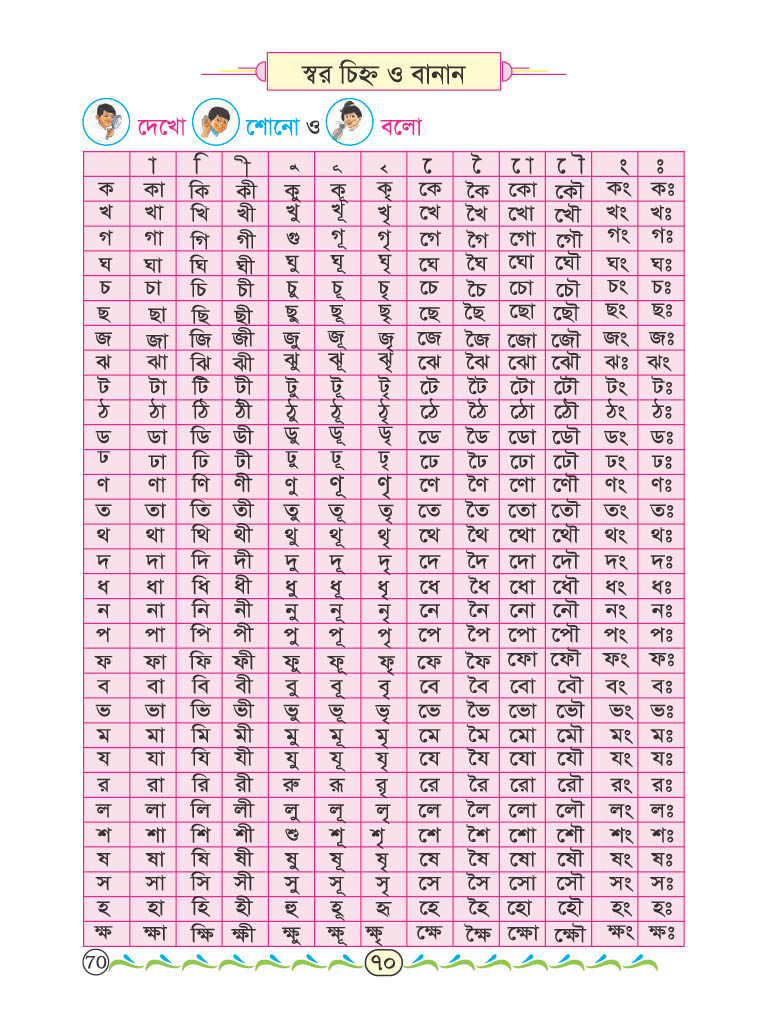 স্বর চিহ্ন ও বানান
দেখো শোনো ও বলো
া ি ী ু ূ ৃ ে ৈ ো ৌ ং ঃ
ক কা কি কী কু কূ কৃ কে কৈ কো কৌ কং কঃ
খ খা খি খী খু খূ খৃ খে খৈ খো খৌ খং খঃ
গ গা গি গী গু গূ গৃ গে গৈ গো গৌ গং গঃ
ঘ ঘা ঘি ঘী ঘু ঘূ ঘৃ ঘে ঘৈ ঘো ঘৌ ঘং ঘঃ
চ চা চি চী চু চূ চৃ চে চৈ চো চৌ চং চঃ
ছ ছা ছি ছী ছু ছূ ছৃ ছে ছৈ ছো ছৌ ছং ছঃ
জ জা জি জী জু জূ জৃ জে জৈ জো জৌ জং জঃ
ঝ ঝা ঝি ঝী ঝু ঝূ ঝৃ ঝে ঝৈ ঝো ঝৌ ঝঃ ঝং
ট টা টি টী টু টূ টৃ টে টৈ টো টৌ টং টঃ
ঠ ঠা ঠি ঠী ঠু ঠূ ঠৃ ঠে ঠৈ ঠো ঠৌ ঠং ঠঃ
ড ডা ডি ডী ডু ডূ ডৃ ডে ডৈ ডো ডৌ ডং ডঃ
ঢ ঢা ঢি ঢী ঢু ঢূ ঢৃ ঢে ঢৈ ঢো ঢৌ ঢং ঢঃ
ণ ণা ণি ণী ণু ণূ ণৃ ণে ণৈ ণো ণৌ ণং ণঃ
ত তা তি তী তু তূ তৃ তে তৈ তো তৌ তং তঃ
থ থা থি থী থু থূ থৃ থে থৈ থো থৌ থং থঃ
দ দা দি দী দু দূ দৃ দে দৈ দো দৌ দং দঃ
ধ ধা ধি ধী ধু ধূ ধৃ ধে ধৈ ধো ধৌ ধং ধঃ
ন না নি নী নু নূ নৃ নে নৈ নো নৌ নং নঃ
প পা পি পী পু পূ পৃ পে পৈ পো পৌ পং পঃ
ফ ফা ফি ফী ফু ফূ ফৃ ফে ফৈ ফো ফৌ ফং ফঃ
ব বা বি বী বু বূ বৃ বে বৈ বো বৌ বং বঃ
ভ ভা ভি ভী ভু ভূ ভৃ ভে ভৈ ভো ভৌ ভং ভঃ
ম মা মি মী মু মূ মৃ মে মৈ মো মৌ মং মঃ
য যা যি যী যু যূ যৃ যে যৈ যো যৌ যং যঃ
র রা রি রী রু রূ রৃ রে রৈ রো রৌ রং রঃ
ল লা লি লী লু লূ লৃ লে লৈ লো লৌ লং লঃ
শ শা শি শী শু শূ শৃ শে শৈ শো শৌ শং শঃ
ষ ষা ষি ষী ষু ষূ ষৃ ষে ষৈ ষো ষৌ ষং ষঃ
স সা সি সী সু সূ সৃ সে সৈ সো সৌ সং সঃ
হ হা হি হী হু হূ হৃ হে হৈ হো হৌ হং হঃ
ক্ষ ক্ষা ক্ষি ক্ষী ক্ষু ক্ষূ ক্ষৃ ক্ষে ক্ষৈ ক্ষো ক্ষৌ ক্ষং ক্ষঃ
70 ৭০